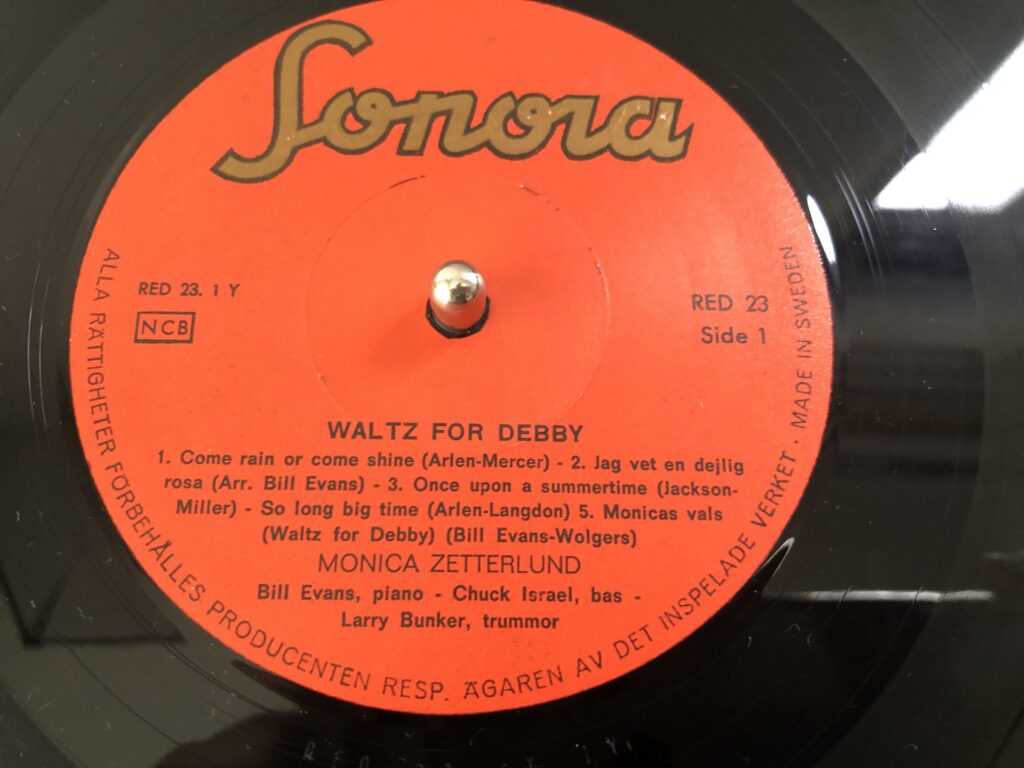 Sonora
RED 23. 1 Y
NCB
RED 23
Side 1
WALTZ FOR DEBBY
1. Come rain or come shine (Arlen-Mercer) - 2. Jag vet en dejlig
rosa (Arr. Bill Evans) - 3. Once upon a summertime (Jackson-
Miller) - So long big time (Arlen-Langdon) 5. Monicas vals
(Waltz for Debby) (Bill Evans-Wolgers)
MONICA ZETTERLUND
Bill Evans, piano - Chuck Israel, bas -
Larry Bunker, trummor
ALLA RÄTTIGHETER FÖRBEHÅLLES PRODUCENTEN RESP. ÄGAREN AV DET INSPELADE VERKET · MADE IN SWEDEN